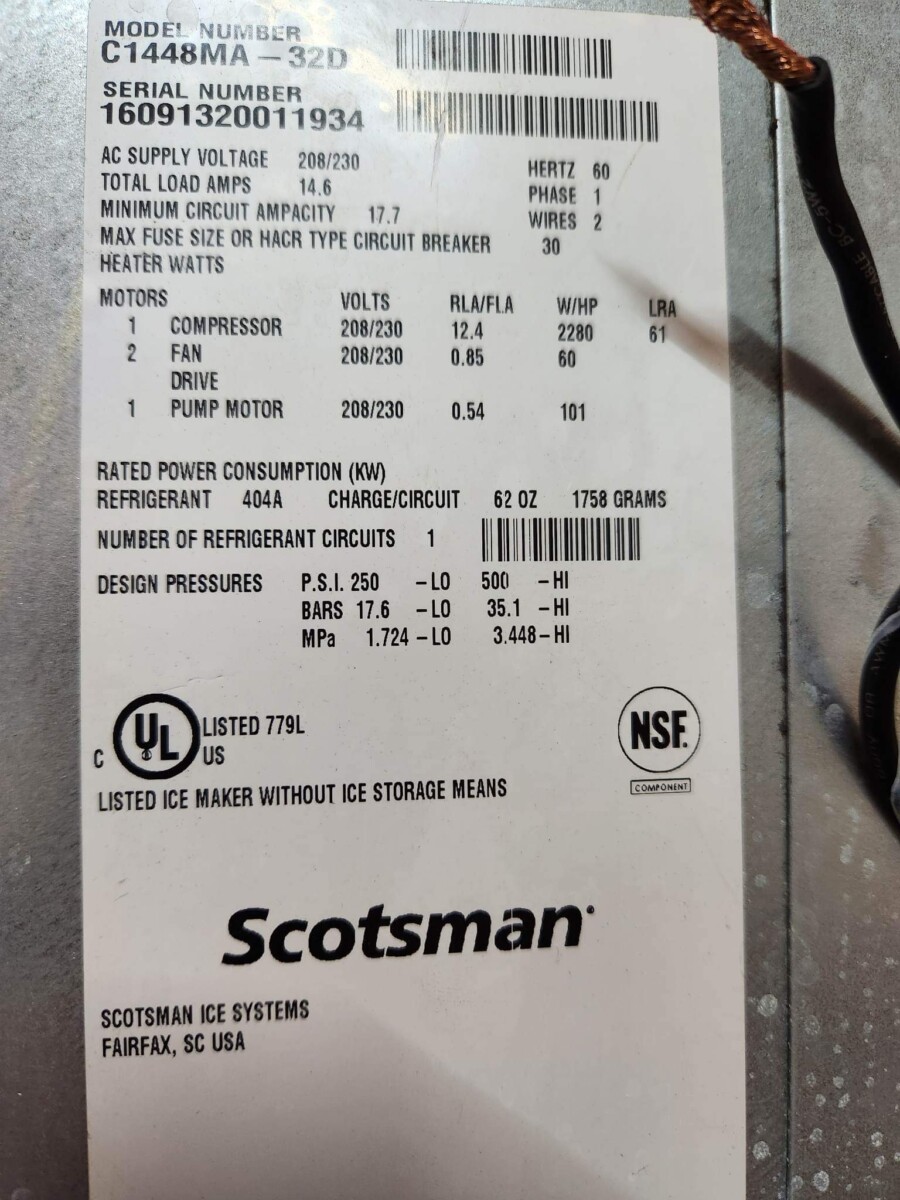 MODEL NUMBER
C1448MA – 32D
SERIAL NUMBER
16091320011934
AC SUPPLY VOLTAGE 208/230 HERTZ 60
TOTAL LOAD AMPS 14.6 PHASE 1
MINIMUM CIRCUIT AMPACITY 17.7 WIRES 2
MAX FUSE SIZE OR HACR TYPE CIRCUIT BREAKER 30
HEATER WATTS
MOTORS VOLTS RLA/FLA W/HP LRA
1 COMPRESSOR 208/230 12.4 2280 61
2 FAN 208/230 0.85 60
DRIVE
1 PUMP MOTOR 208/230 0.54 101
RATED POWER CONSUMPTION (KW)
REFRIGERANT 404A CHARGE/CIRCUIT 62 OZ 1758 GRAMS
NUMBER OF REFRIGERANT CIRCUITS 1
DESIGN PRESSURES P.S.I. 250 – LO 500 – HI
BARS 17.6 – LO 35.1 – HI
MPa 1.724 – LO 3.448 – HI
C UL US LISTED 779L
NSF.
COMPONENT
LISTED ICE MAKER WITHOUT ICE STORAGE MEANS
Scotsman
SCOTSMAN ICE SYSTEMS
FAIRFAX, SC USA